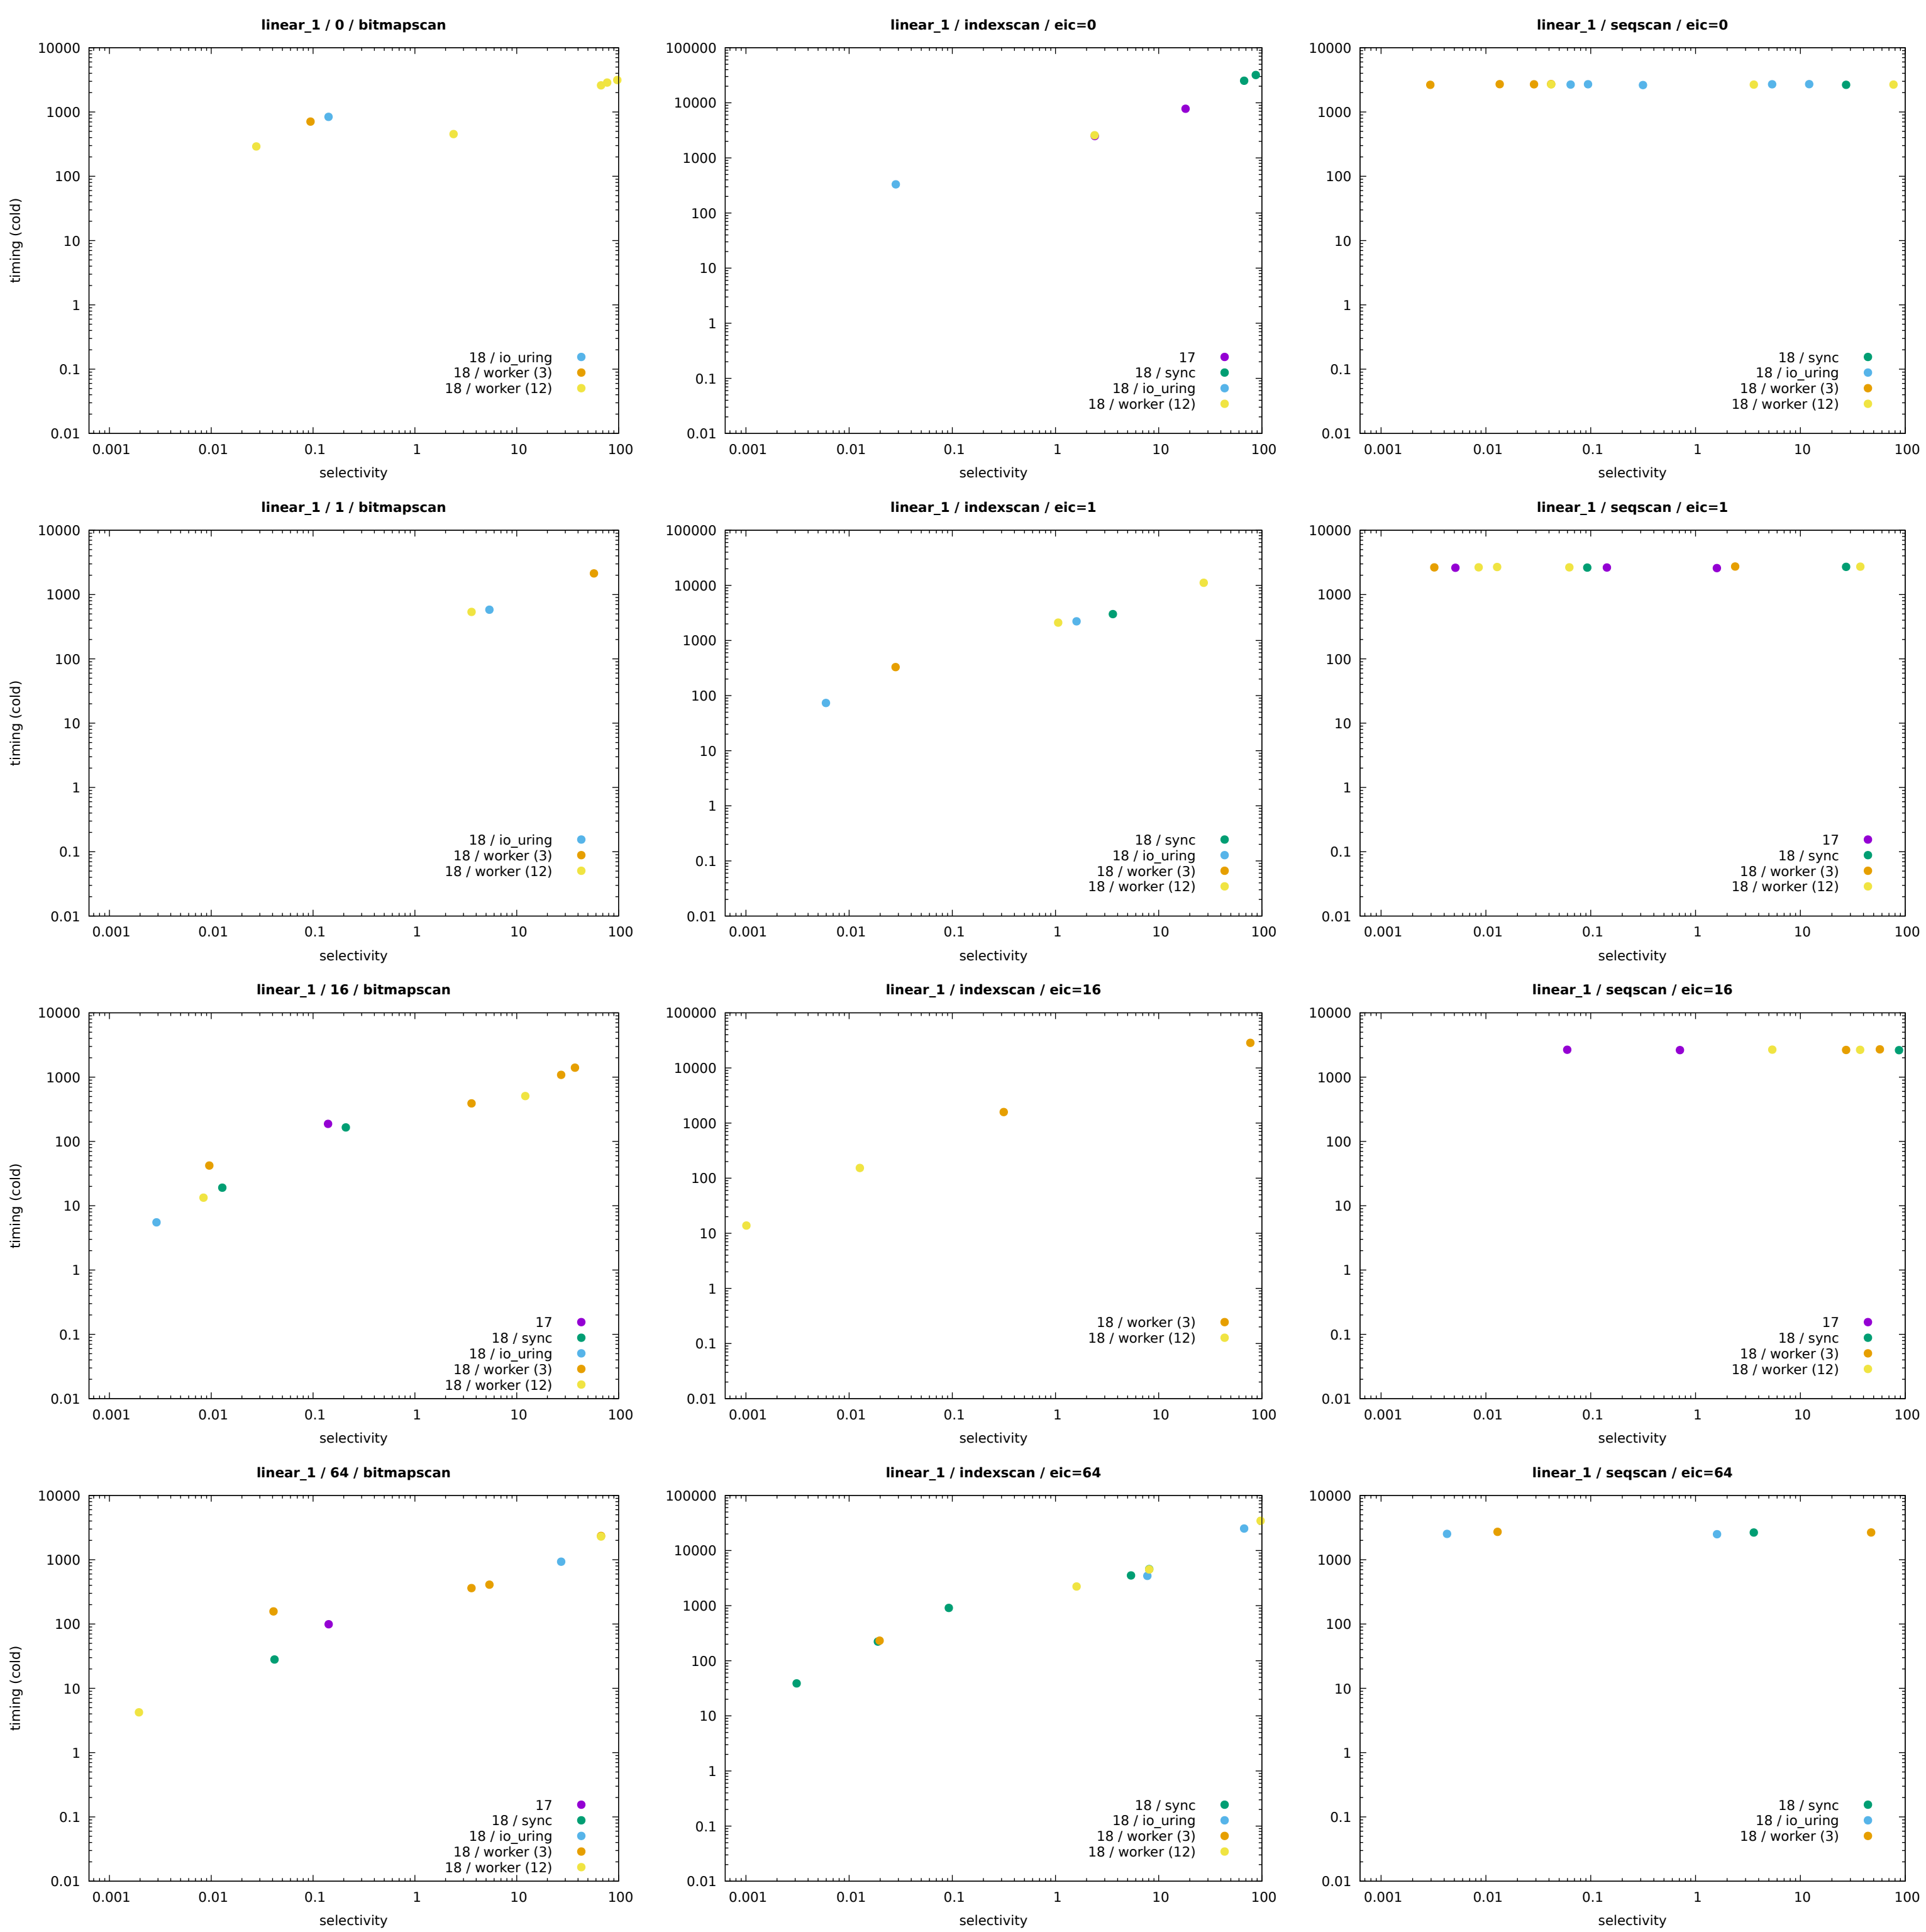 linear_1 / 0 / bitmapscan
10000
1000
100
10
1
0.1
0.01
timing (cold)
18 / io_uring
18 / worker (3)
18 / worker (12)
0.001 0.01 0.1 1 10 100
selectivity
linear_1 / indexscan / eic=0
100000
10000
1000
100
10
1
0.1
0.01
17
18 / sync
18 / io_uring
18 / worker (12)
0.001 0.01 0.1 1 10 100
selectivity
linear_1 / seqscan / eic=0
10000
1000
100
10
1
0.1
0.01
18 / sync
18 / io_uring
18 / worker (3)
18 / worker (12)
0.001 0.01 0.1 1 10 100
selectivity
linear_1 / 1 / bitmapscan
10000
1000
100
10
1
0.1
0.01
timing (cold)
18 / io_uring
18 / worker (3)
18 / worker (12)
0.001 0.01 0.1 1 10 100
selectivity
linear_1 / indexscan / eic=1
100000
10000
1000
100
10
1
0.1
0.01
18 / sync
18 / io_uring
18 / worker (3)
18 / worker (12)
0.001 0.01 0.1 1 10 100
selectivity
linear_1 / seqscan / eic=1
10000
1000
100
10
1
0.1
0.01
17
18 / sync
18 / worker (3)
18 / worker (12)
0.001 0.01 0.1 1 10 100
selectivity
linear_1 / 16 / bitmapscan
10000
1000
100
10
1
0.1
0.01
timing (cold)
17
18 / sync
18 / io_uring
18 / worker (3)
18 / worker (12)
0.001 0.01 0.1 1 10 100
selectivity
linear_1 / indexscan / eic=16
100000
10000
1000
100
10
1
0.1
0.01
18 / worker (3)
18 / worker (12)
0.001 0.01 0.1 1 10 100
selectivity
linear_1 / seqscan / eic=16
10000
1000
100
10
1
0.1
0.01
17
18 / sync
18 / worker (3)
18 / worker (12)
0.001 0.01 0.1 1 10 100
selectivity
linear_1 / 64 / bitmapscan
10000
1000
100
10
1
0.1
0.01
timing (cold)
17
18 / sync
18 / io_uring
18 / worker (3)
18 / worker (12)
0.001 0.01 0.1 1 10 100
selectivity
linear_1 / indexscan / eic=64
100000
10000
1000
100
10
1
0.1
0.01
18 / sync
18 / io_uring
18 / worker (3)
18 / worker (12)
0.001 0.01 0.1 1 10 100
selectivity
linear_1 / seqscan / eic=64
10000
1000
100
10
1
0.1
0.01
18 / sync
18 / io_uring
18 / worker (3)
0.001 0.01 0.1 1 10 100
selectivity